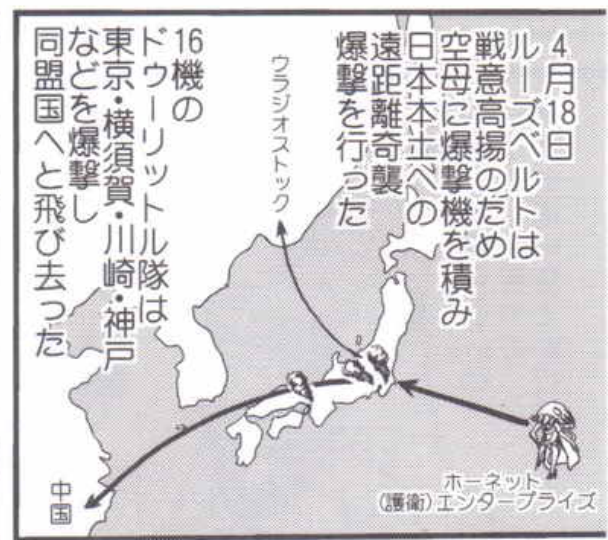 4月18日
ルーズベルトは
戦意高揚のため
空母に爆撃機を積み
日本本土への
遠距離奇襲
爆撃を行った
ウラジオストック
16機の
ドゥーリットル隊は
東京・横須賀・川崎・神戸
などを爆撃し
同盟国へと飛び去った
ホーネット
(護衛)エンタープライズ
中国